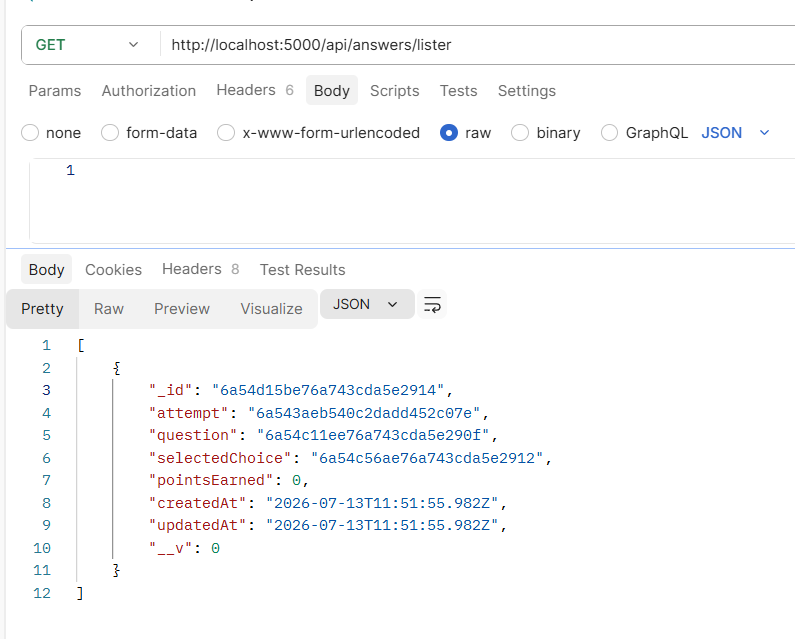 GET http://localhost:5000/api/answers/lister
Params Authorization Headers 6 Body Scripts Tests Settings
none form-data x-www-form-urlencoded raw binary GraphQL JSON
1
Body Cookies Headers 8 Test Results
Pretty Raw Preview Visualize JSON
1 [
2 {
3 "_id": "6a54d15be76a743cda5e2914",
4 "attempt": "6a543aeb540c2dadd452c07e",
5 "question": "6a54c11ee76a743cda5e290f",
6 "selectedChoice": "6a54c56ae76a743cda5e2912",
7 "pointsEarned": 0,
8 "createdAt": "2026-07-13T11:51:55.982Z",
9 "updatedAt": "2026-07-13T11:51:55.982Z",
10 "__v": 0
11 }
12 ]